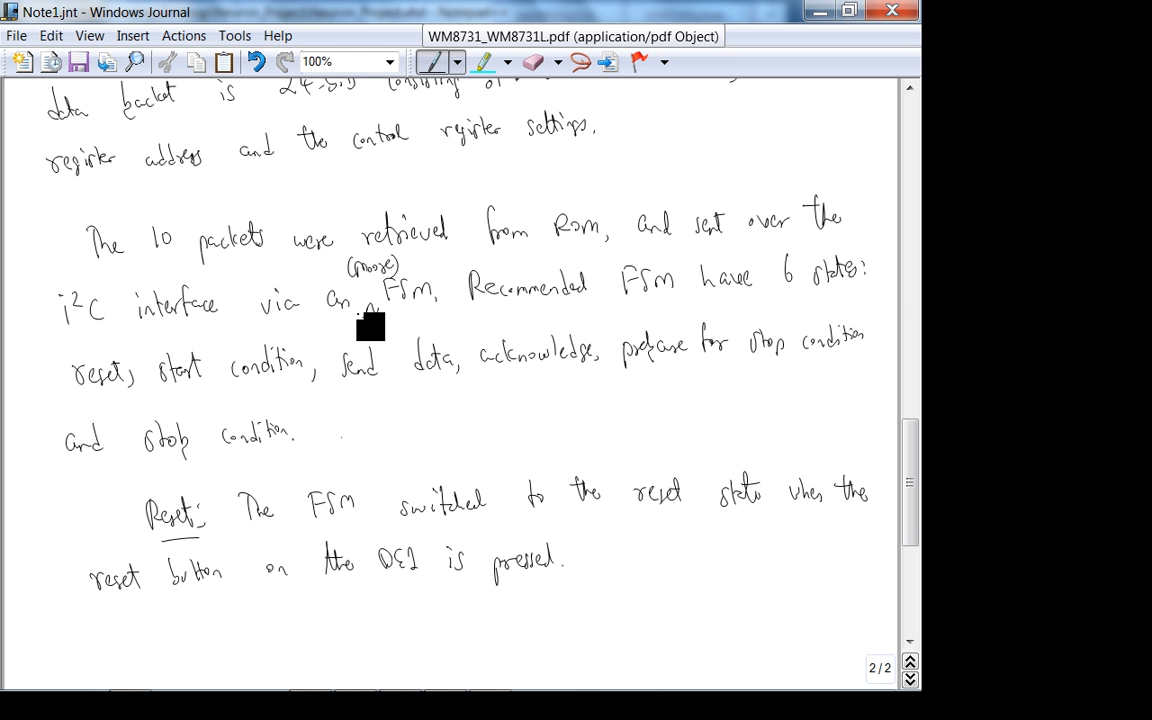 Note1.jnt - Windows Journal
File Edit View Insert Actions Tools Help
WM8731_WM8731L.pdf (application/pdf Object)
100%
data packet is 24-bit consisting of
register address and the control register settings.
The 10 packets were retrieved from ROM, and sent over the
(moore)
i2C interface via an FSM. Recommended FSM have 6 states:
reset, start condition, send data, acknowledge, prepare for stop condition
and stop condition.
Reset: The FSM switched to the reset state when the
reset button on the DE1 is pressed.
2/2